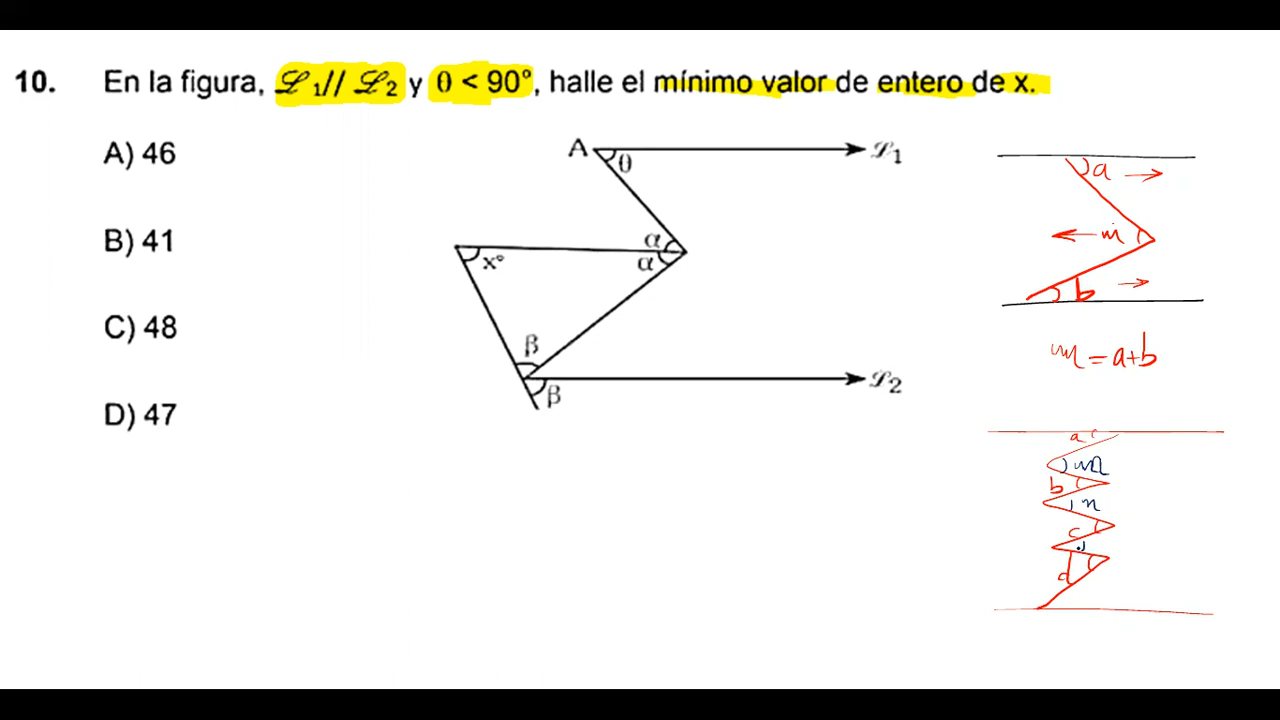 10. En la figura, ℒ₁// ℒ₂ y θ < 90°, halle el mínimo valor de entero de x.
A) 46
B) 41
C) 48
D) 47
A
θ
ℒ₁
α
α
x°
β
β
ℒ₂
a
m
b
m = a+b
a
m
b
n
c
d